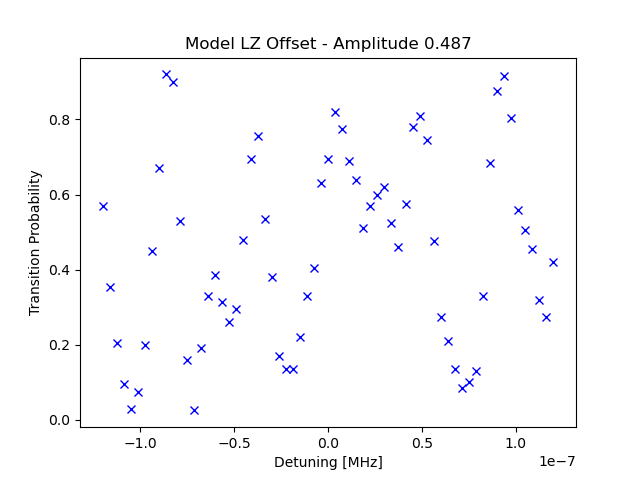 Model LZ Offset - Amplitude 0.487
Transition Probability
0.8
0.6
0.4
0.2
0.0
−1.0 −0.5 0.0 0.5 1.0
1e−7
Detuning [MHz]